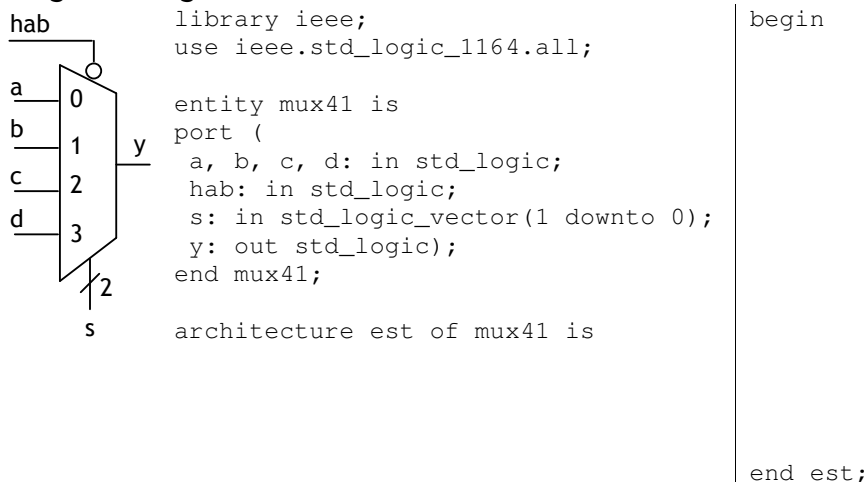 hab
a
b
c
d
0
1
2
3
y
2
s
library ieee;
use ieee.std_logic_1164.all;
entity mux41 is
port (
a, b, c, d: in std_logic;
hab: in std_logic;
s: in std_logic_vector(1 downto 0);
y: out std_logic);
end mux41;
architecture est of mux41 is
begin
end est;